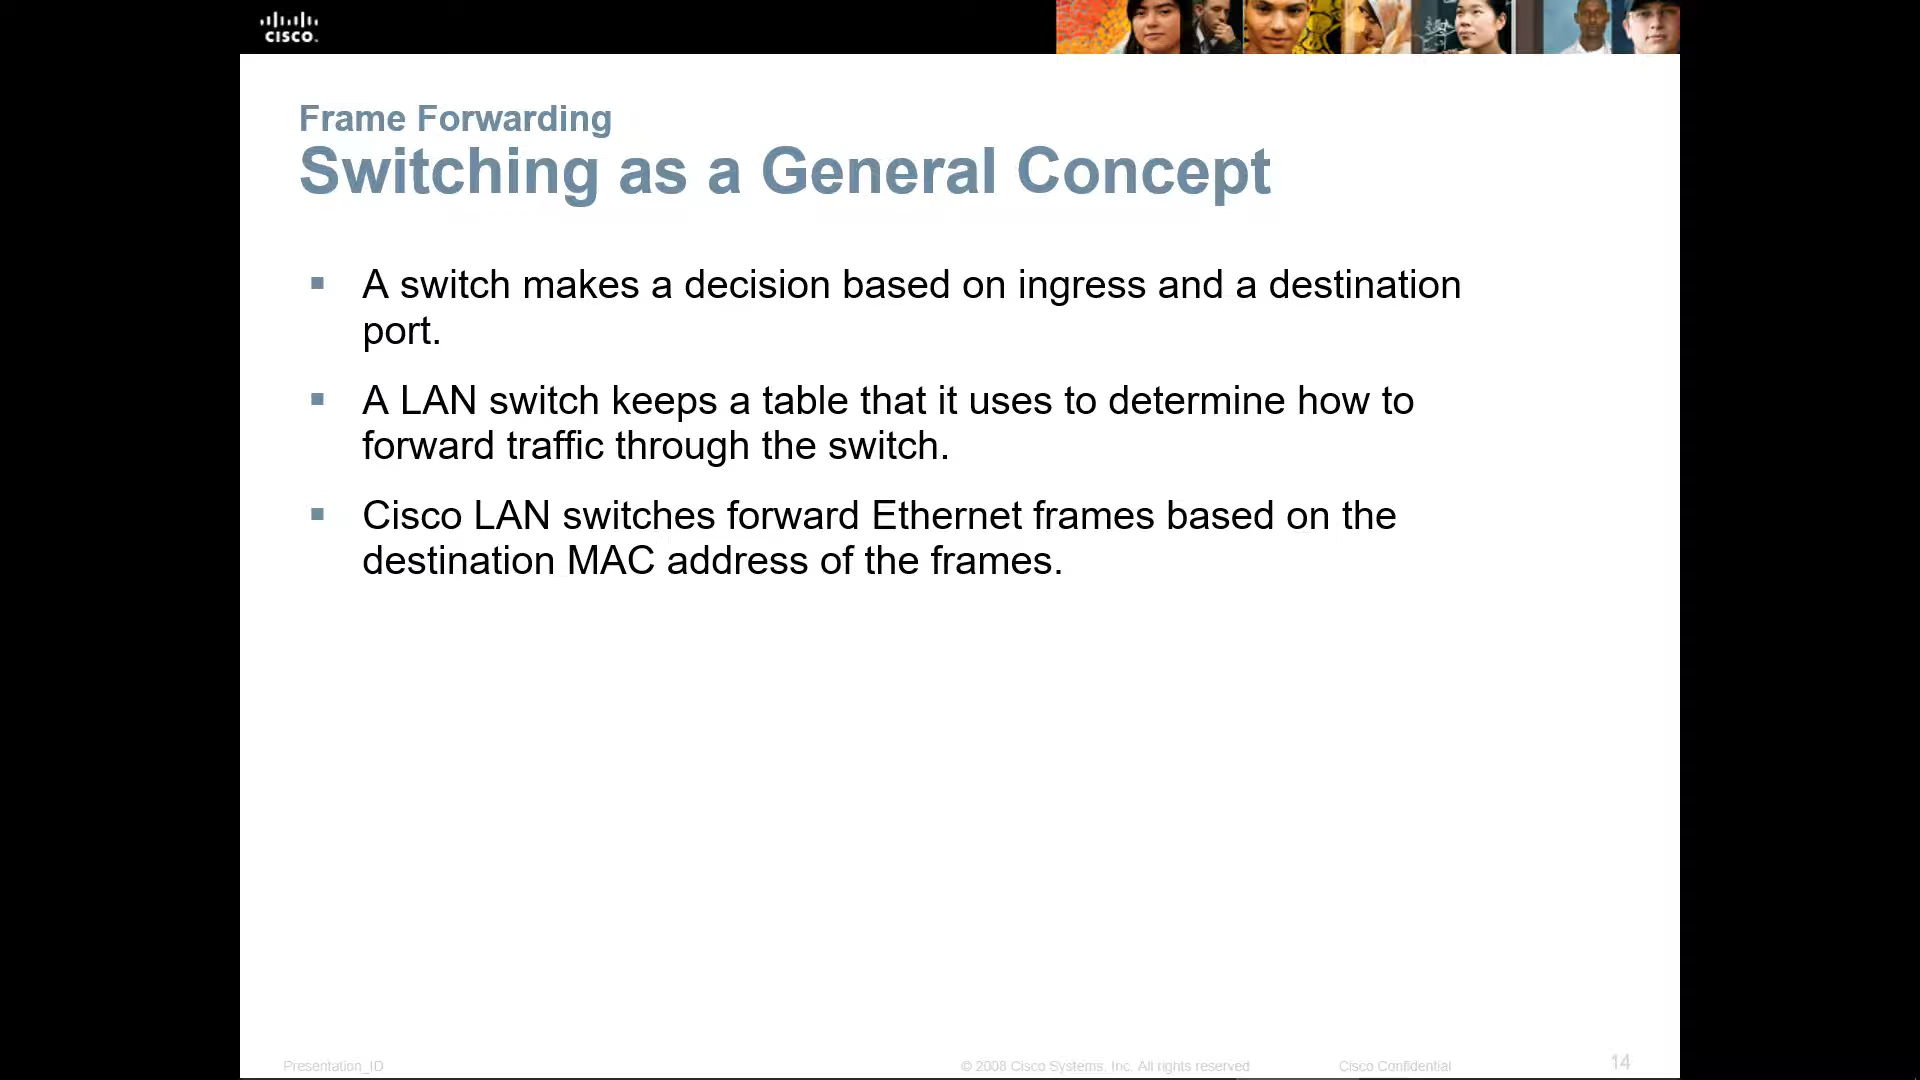 CISCO.
Frame Forwarding
Switching as a General Concept
▪ A switch makes a decision based on ingress and a destination
port.
▪ A LAN switch keeps a table that it uses to determine how to
forward traffic through the switch.
▪ Cisco LAN switches forward Ethernet frames based on the
destination MAC address of the frames.
Presentation_ID
© 2008 Cisco Systems, Inc. All rights reserved.
Cisco Confidential
14